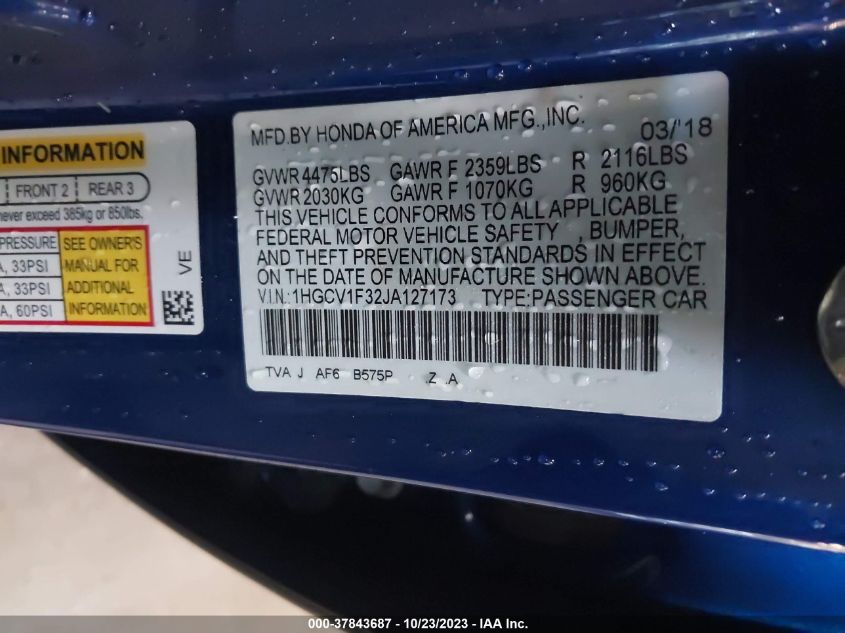 INFORMATION
FRONT 2 REAR 3
never exceed 385kg or 850lbs.
PRESSURE SEE OWNER'S
A, 33PSI MANUAL FOR
A, 33PSI ADDITIONAL
A, 60PSI INFORMATION
VE
MFD.BY HONDA OF AMERICA MFG.,INC. 03/'18
GVWR 4475LBS GAWR F 2359LBS R 2116LBS
GVWR 2030KG GAWR F 1070KG R 960KG
THIS VEHICLE CONFORMS TO ALL APPLICABLE
FEDERAL MOTOR VEHICLE SAFETY , BUMPER,
AND THEFT PREVENTION STANDARDS IN EFFECT
ON THE DATE OF MANUFACTURE SHOWN ABOVE.
VIN:1HGCV1F32JA127173 TYPE:PASSENGER CAR
TVA J AF6 B575P Z .A
000-37843687 - 10/23/2023 - IAA Inc.